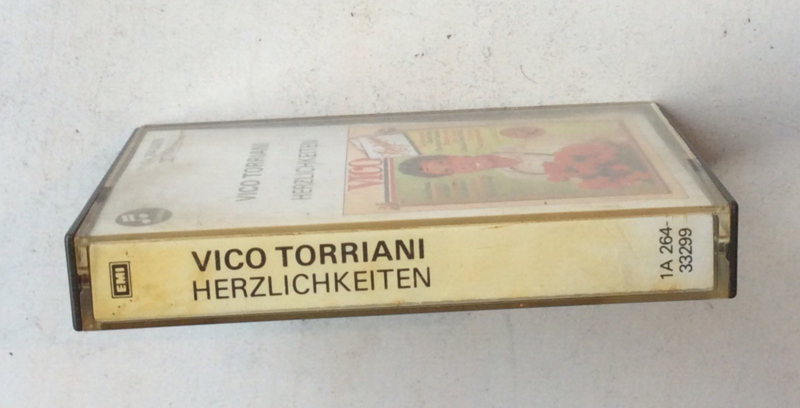 VICO TORRIANI
HERZLICHKEITEN
VICO
EMI
VICO TORRIANI
HERZLICHKEITEN
1A 264-
33299